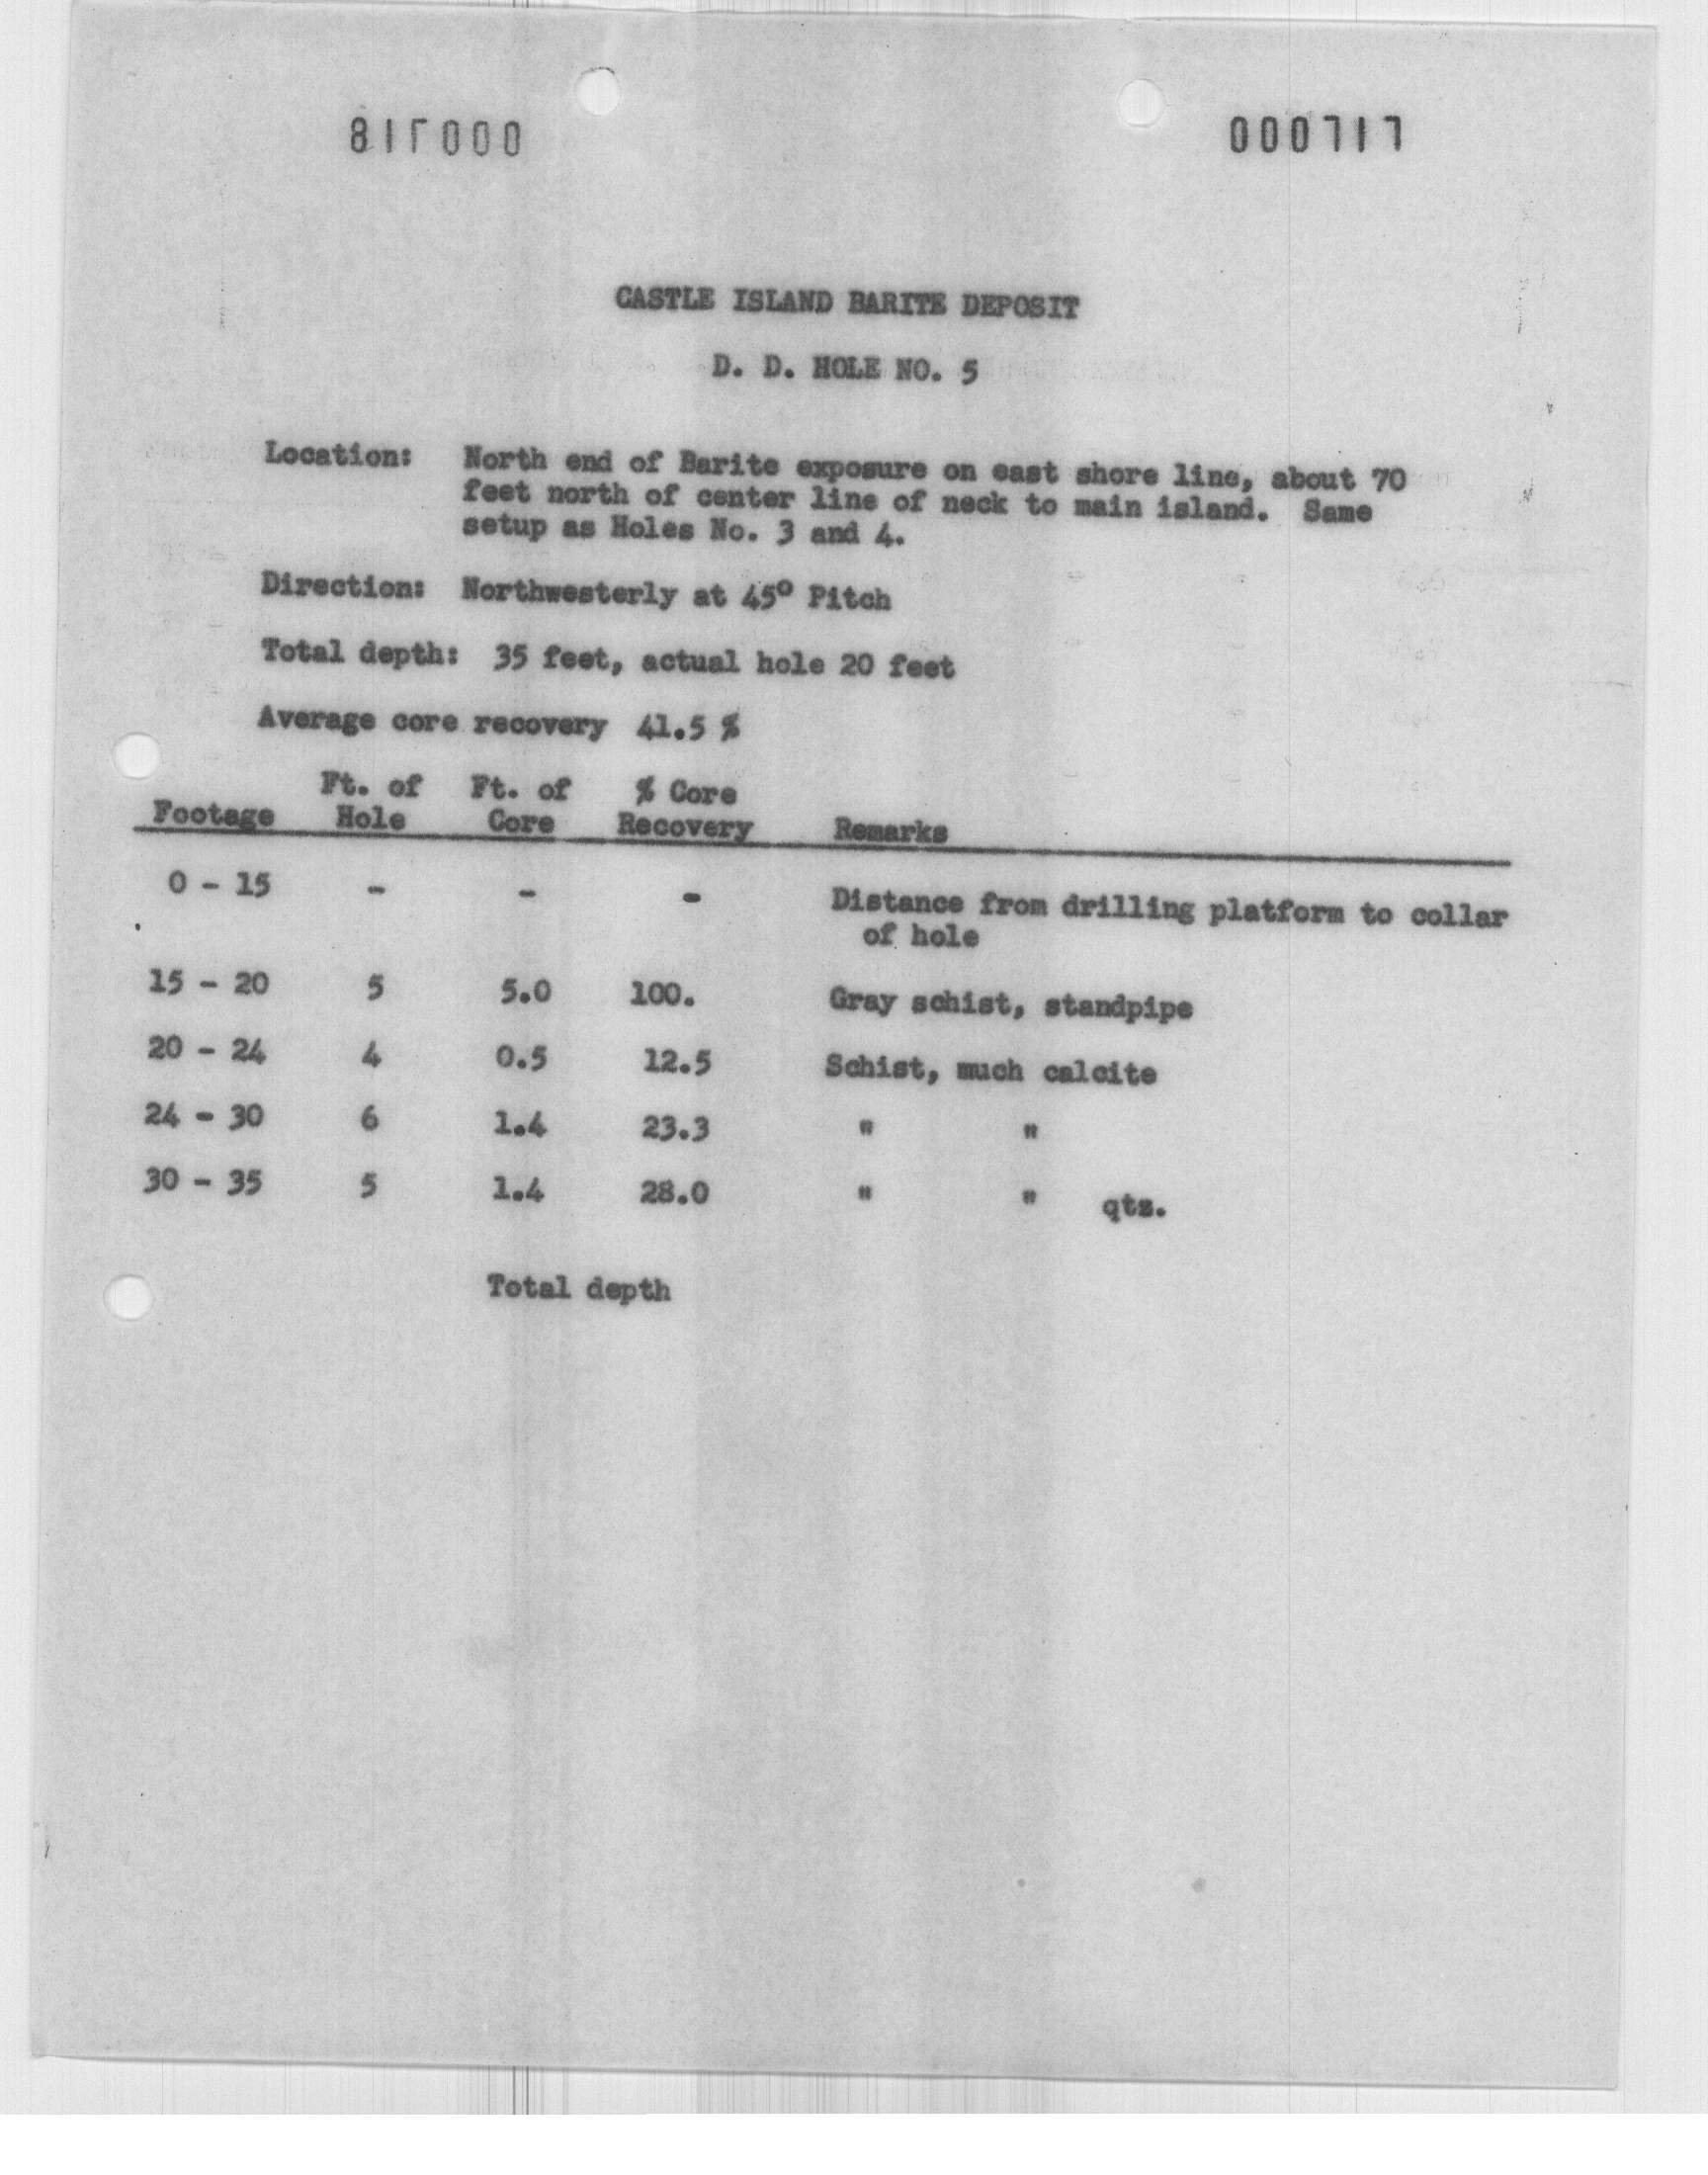 000717
CASTLE ISLAND BARITE DEPOSIT
D. D. HOLE NO. 5
Location: North end of Barite exposure on east shore line, about 70
feet north of center line of neck to main island. Same
setup as Holes No. 3 and 4.
Direction: Northwesterly at 45° Pitch
Total depth: 35 feet, actual hole 20 feet
Average core recovery 41.5 %
Ft. of Ft. of % Core
Footage Hole Core Recovery Remarks
0 - 15 - - - Distance from drilling platform to collar
of hole
15 - 20 5 5.0 100. Gray schist, standpipe
20 - 24 4 0.5 12.5 Schist, much calcite
24 - 30 6 1.4 23.3 " "
30 - 35 5 1.4 28.0 " " qtz.
Total depth